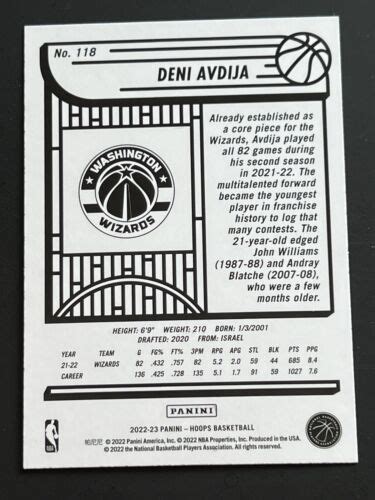 No. 118
DENI AVDIJA
Already established as
a core piece for the
Wizards, Avdija played
all 82 games during
his second season
in 2021-22. The
multitalented forward
became the youngest
player in franchise
history to log that
many contests. The
21-year-old edged
John Williams
(1987-88) and Andray
Blatche (2007-08),
who were a few
months older.
WASHINGTON
WIZARDS
HEIGHT: 6'9" WEIGHT: 210 BORN: 1/3/2001
DRAFTED: 2020 FROM: ISRAEL
YEAR TEAM G FG% FT% 3PM RPG APG STL BLK PTS PPG
21-22 WIZARDS 82 .432 .757 82 5.2 2.0 59 44 685 8.4
CAREER 136 .425 .728 135 5.1 1.7 91 59 1027 7.6
PANINI
2022-23 PANINI – HOOPS BASKETBALL
帕尼尼 © 2022 Panini America, Inc. © 2022 NBA Properties, Inc. Produced in the USA.
© 2022 the National Basketball Players Association. All rights reserved.
NBA